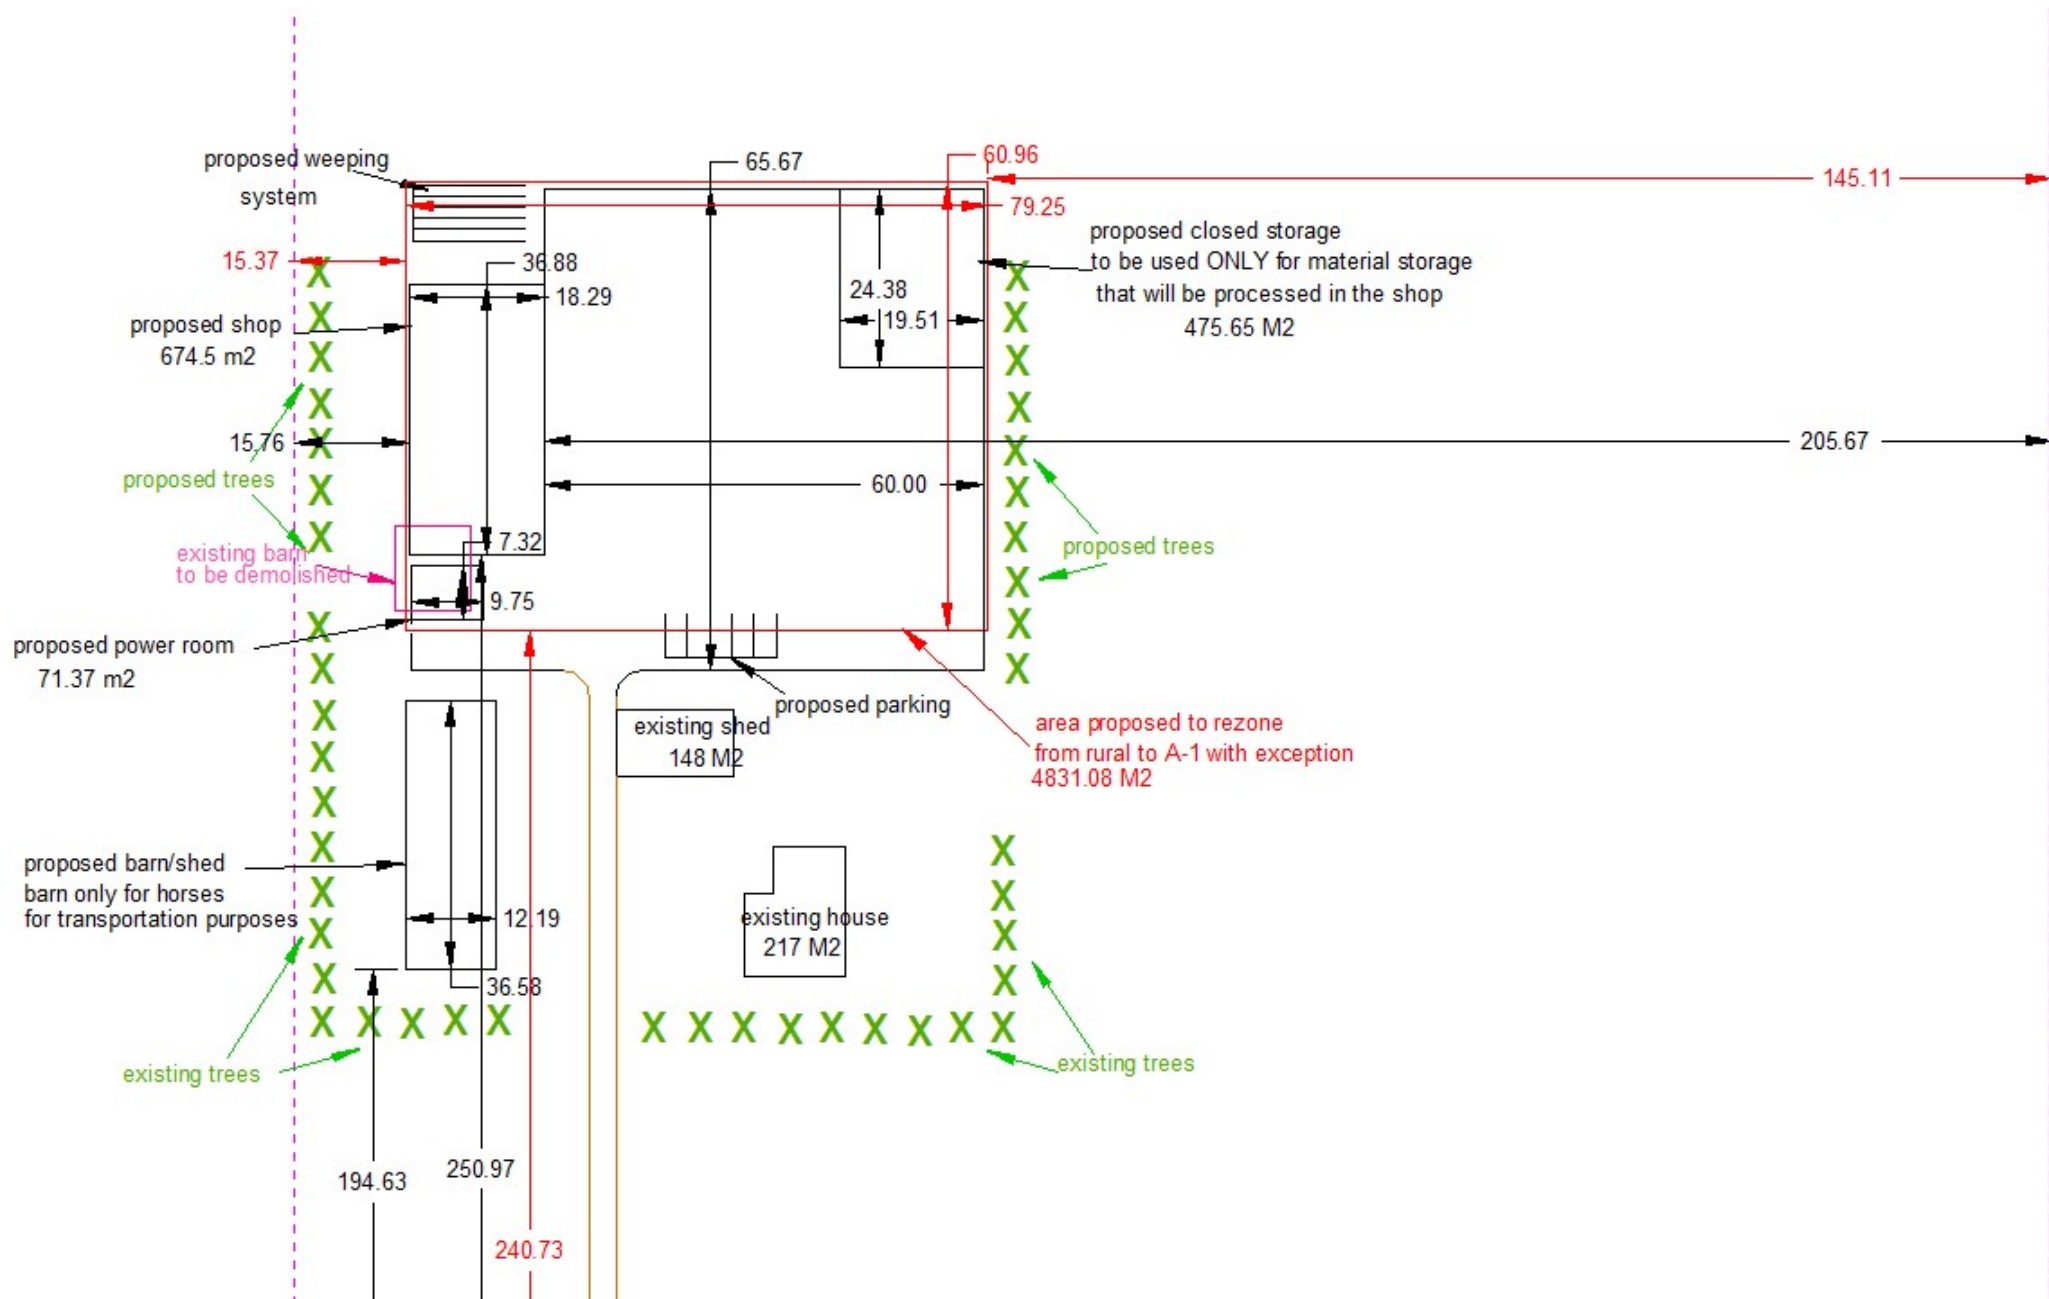 proposed weeping
system
65.67
60.96
145.11
79.25
15.37
36.88
18.29
proposed closed storage
to be used ONLY for material storage
that will be processed in the shop
475.65 M2
24.38
19.51
proposed shop
674.5 m2
15.76
205.67
60.00
proposed trees
7.32
existing barn
to be demolished
proposed trees
9.75
proposed power room
71.37 m2
proposed parking
existing shed
148 M2
area proposed to rezone
from rural to A-1 with exception
4831.08 M2
proposed barn/shed
barn only for horses
for transportation purposes
12.19
existing house
217 M2
36.58
existing trees
existing trees
194.63
250.97
240.73